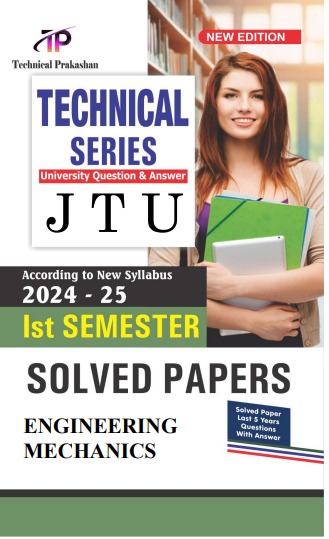 TP
Technical Prakashan
NEW EDITION
TECHNICAL
SERIES
University Question & Answer
J T U
According to New Syllabus
2024 - 25
Ist SEMESTER
SOLVED PAPERS
ENGINEERING
MECHANICS
Solved Paper
Last 5 Years
Questions
With Answer